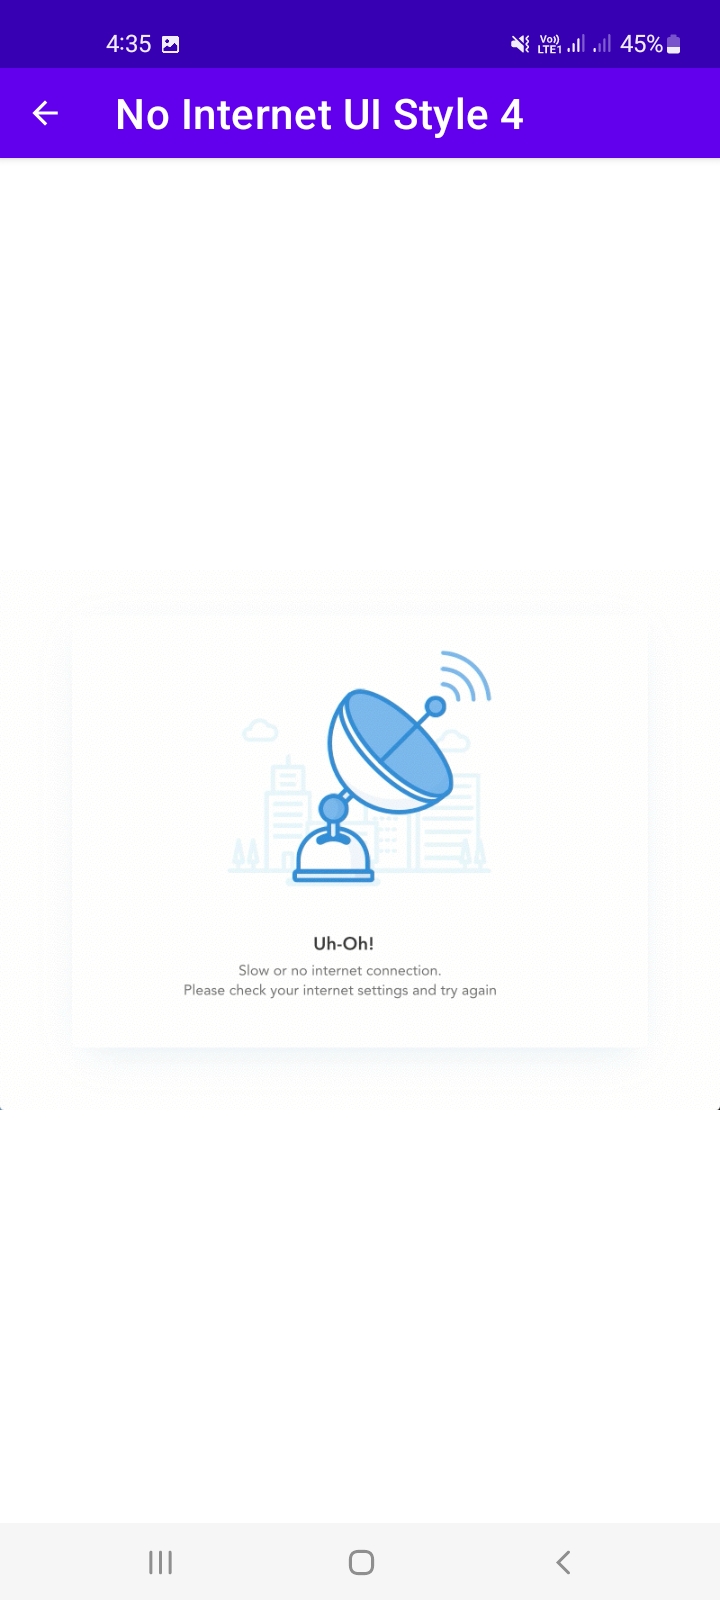 4:35
Vo)) LTE1 45%
No Internet UI Style 4
Uh-Oh!
Slow or no internet connection.
Please check your internet settings and try again